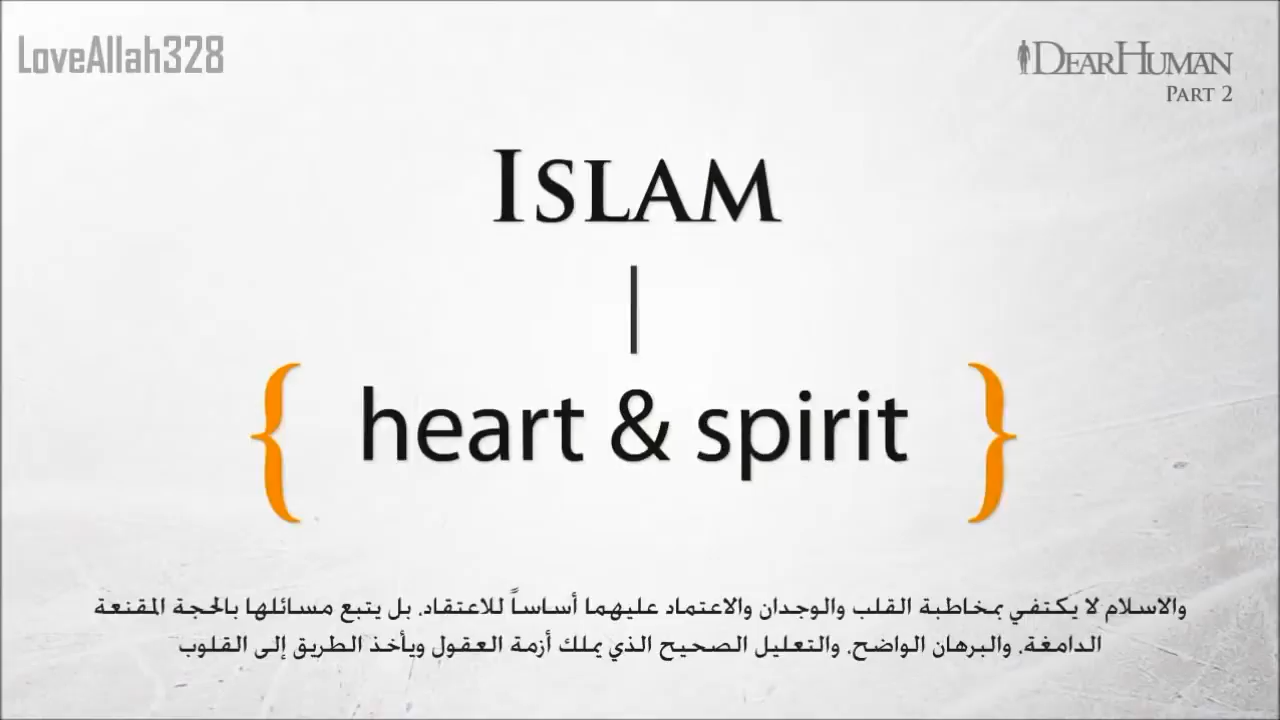 LoveAllah328
DearHuman
Part 2
Islam
heart & spirit
والاسلام لا يكتفي بمخاطبة القلب والوجدان والاعتماد عليهما أساساً للاعتقاد، بل يتبع مسائلها بالحجة المقنعة
الدامغة، والبرهان الواضح، والتعليل الصحيح الذي يملك أزمة العقول ويأخذ الطريق إلى القلوب